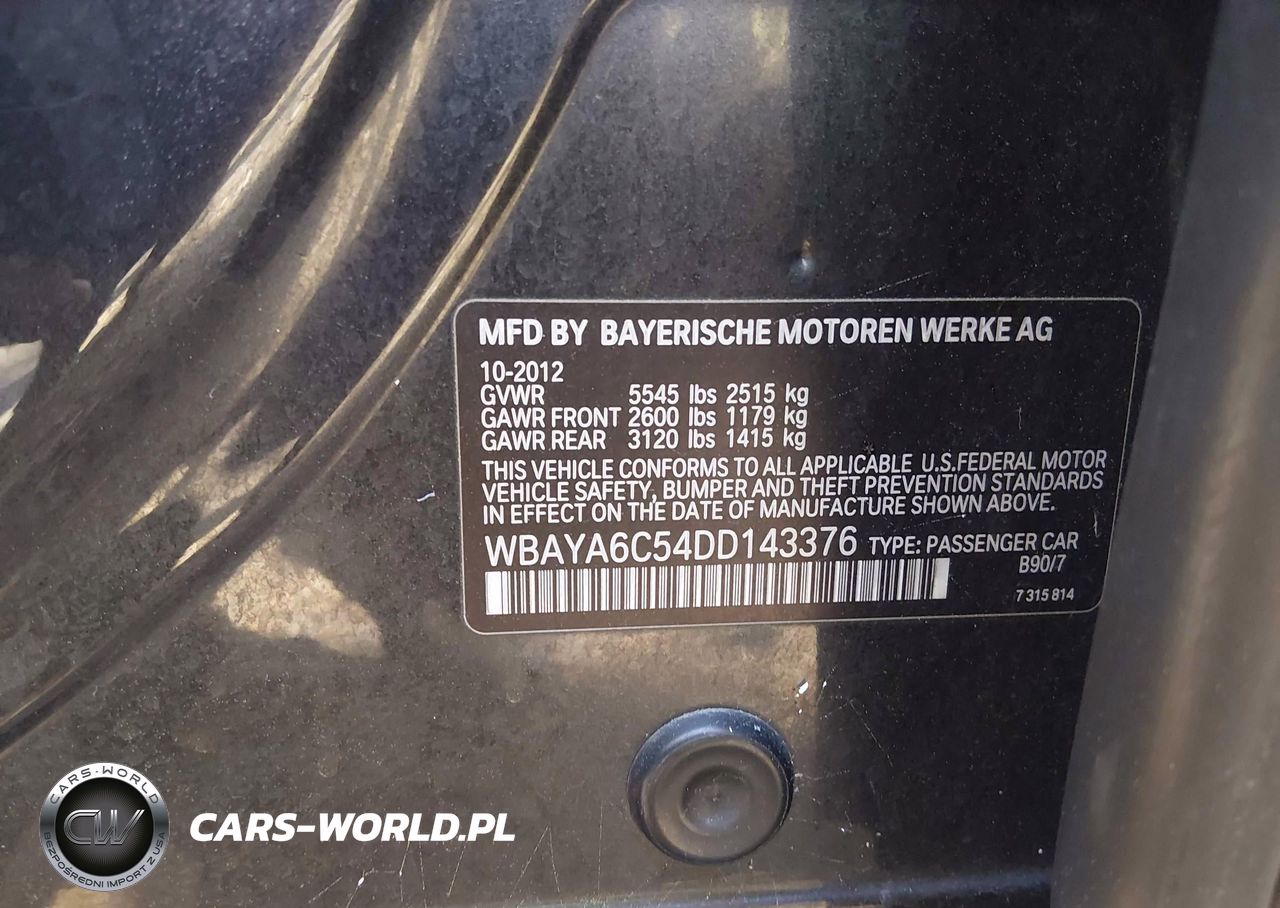 MFD BY BAYERISCHE MOTOREN WERKE AG
10-2012
GVWR 5545 lbs 2515 kg
GAWR FRONT 2600 lbs 1179 kg
GAWR REAR 3120 lbs 1415 kg
THIS VEHICLE CONFORMS TO ALL APPLICABLE U.S.FEDERAL MOTOR
VEHICLE SAFETY, BUMPER AND THEFT PREVENTION STANDARDS
IN EFFECT ON THE DATE OF MANUFACTURE SHOWN ABOVE.
WBAYA6C54DD143376 TYPE: PASSENGER CAR
B90/7
7 315 814
CARS-WORLD
CW
BEZPOŚREDNI IMPORT Z USA
CARS-WORLD.PL